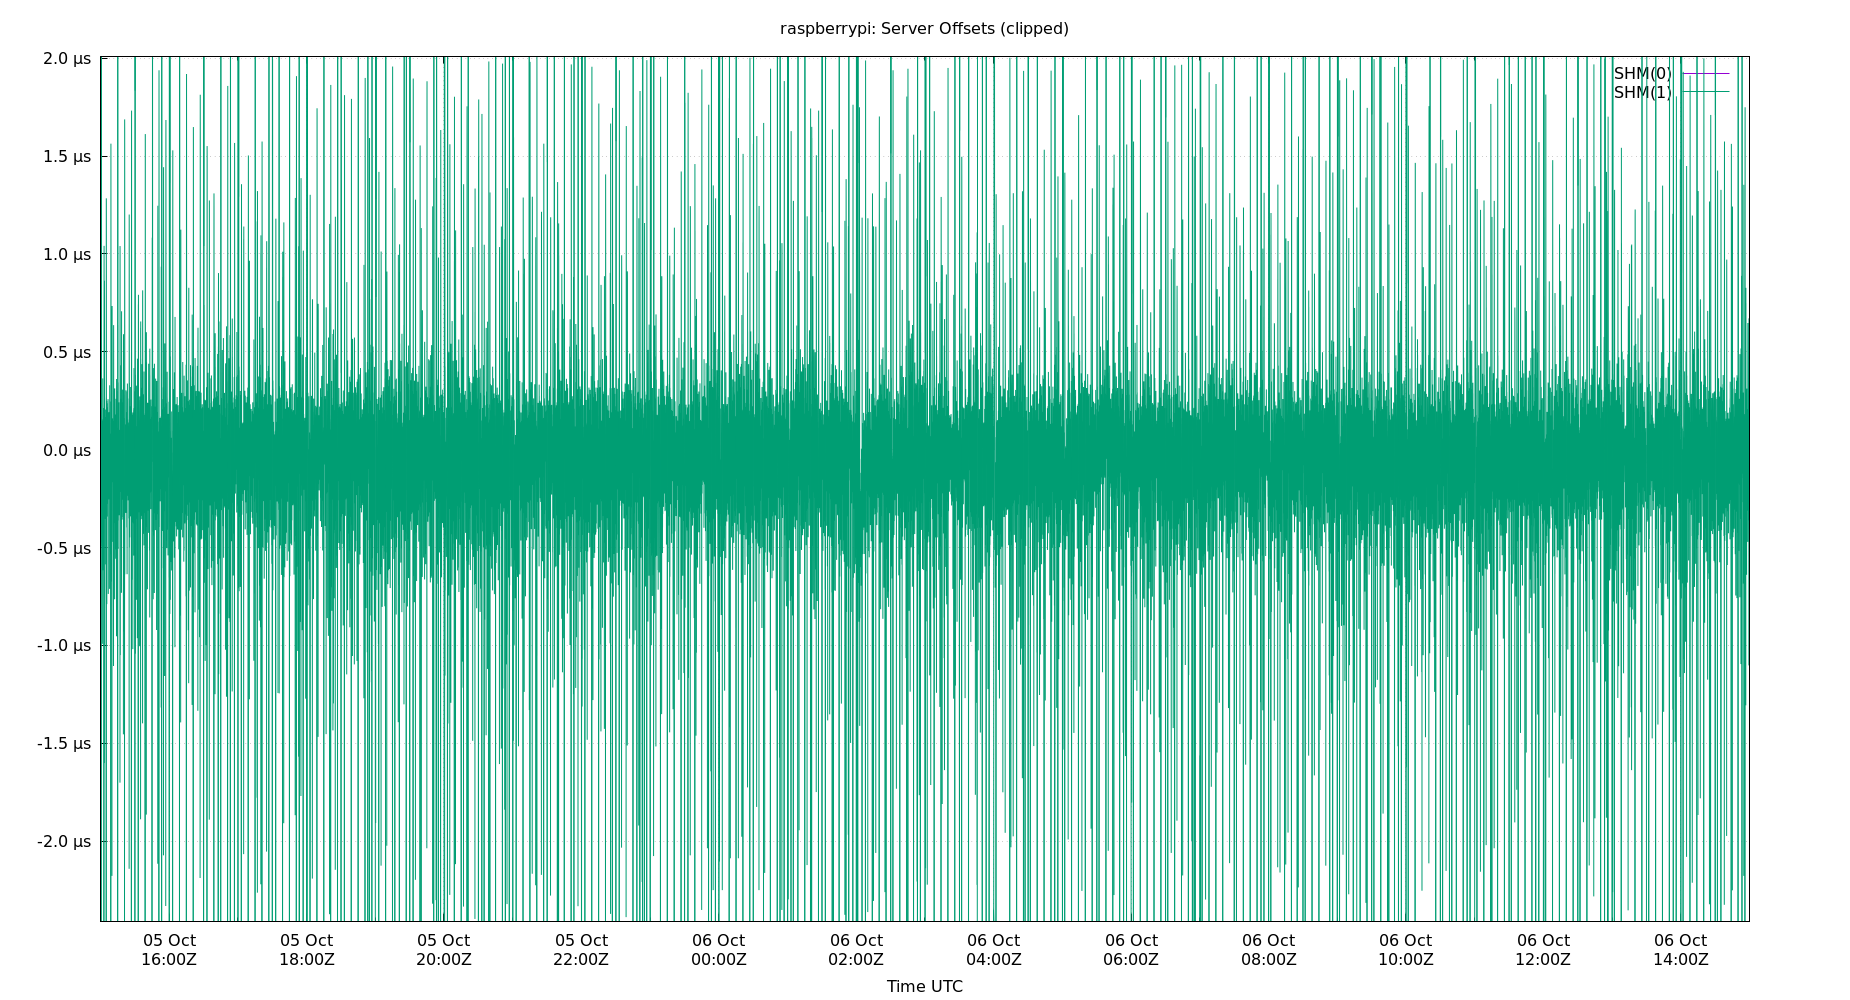 raspberrypi: Server Offsets (clipped)
2.0 µs
1.5 µs
1.0 µs
0.5 µs
0.0 µs
-0.5 µs
-1.0 µs
-1.5 µs
-2.0 µs
SHM(0)
SHM(1)
05 Oct 05 Oct 05 Oct 05 Oct 06 Oct 06 Oct 06 Oct 06 Oct 06 Oct 06 Oct 06 Oct 06 Oct
16:00Z 18:00Z 20:00Z 22:00Z 00:00Z 02:00Z 04:00Z 06:00Z 08:00Z 10:00Z 12:00Z 14:00Z
Time UTC